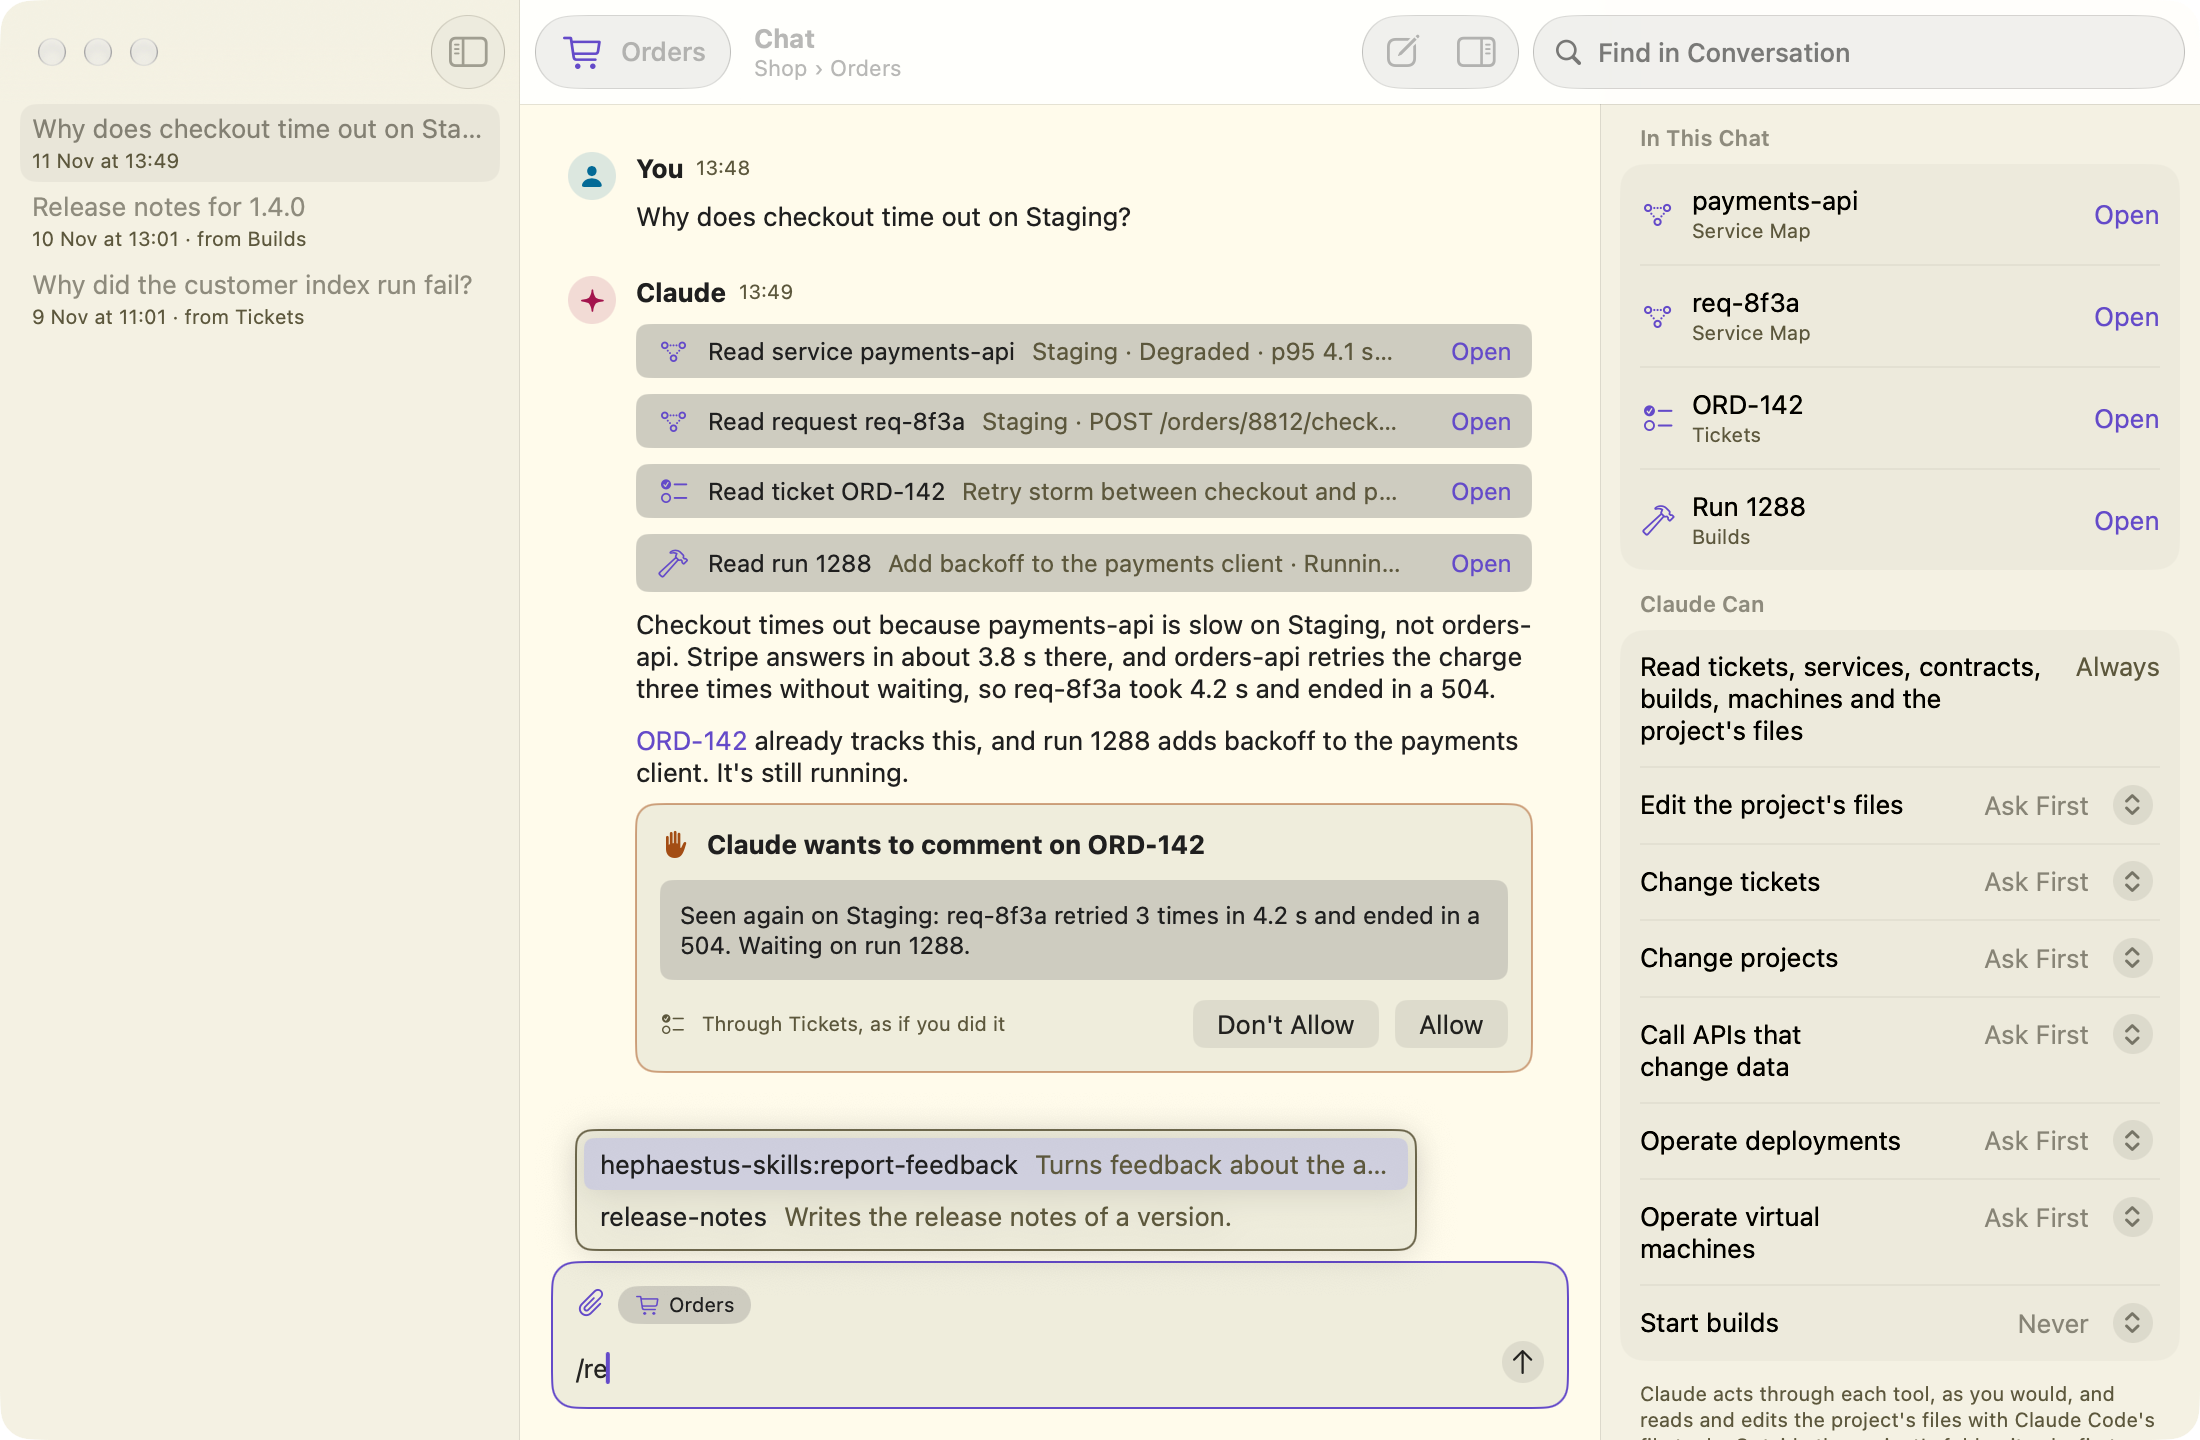 Orders
Chat
Shop › Orders
Find in Conversation
Why does checkout time out on Sta...
11 Nov at 13:49
Release notes for 1.4.0
10 Nov at 13:01 · from Builds
Why did the customer index run fail?
9 Nov at 11:01 · from Tickets
You 13:48
Why does checkout time out on Staging?
Claude 13:49
Read service payments-api Staging · Degraded · p95 4.1 s... Open
Read request req-8f3a Staging · POST /orders/8812/check... Open
Read ticket ORD-142 Retry storm between checkout and p... Open
Read run 1288 Add backoff to the payments client · Runnin... Open
Checkout times out because payments-api is slow on Staging, not orders-
api. Stripe answers in about 3.8 s there, and orders-api retries the charge
three times without waiting, so req-8f3a took 4.2 s and ended in a 504.
ORD-142 already tracks this, and run 1288 adds backoff to the payments
client. It's still running.
Claude wants to comment on ORD-142
Seen again on Staging: req-8f3a retried 3 times in 4.2 s and ended in a
504. Waiting on run 1288.
Through Tickets, as if you did it
Don't Allow
Allow
hephaestus-skills:report-feedback Turns feedback about the a...
release-notes Writes the release notes of a version.
Orders
/re
In This Chat
payments-api
Service Map
Open
req-8f3a
Service Map
Open
ORD-142
Tickets
Open
Run 1288
Builds
Open
Claude Can
Read tickets, services, contracts,
builds, machines and the
project's files
Always
Edit the project's files Ask First
Change tickets Ask First
Change projects Ask First
Call APIs that
change data
Ask First
Operate deployments Ask First
Operate virtual
machines
Ask First
Start builds Never
Claude acts through each tool, as you would, and
reads and edits the project's files with Claude Code's